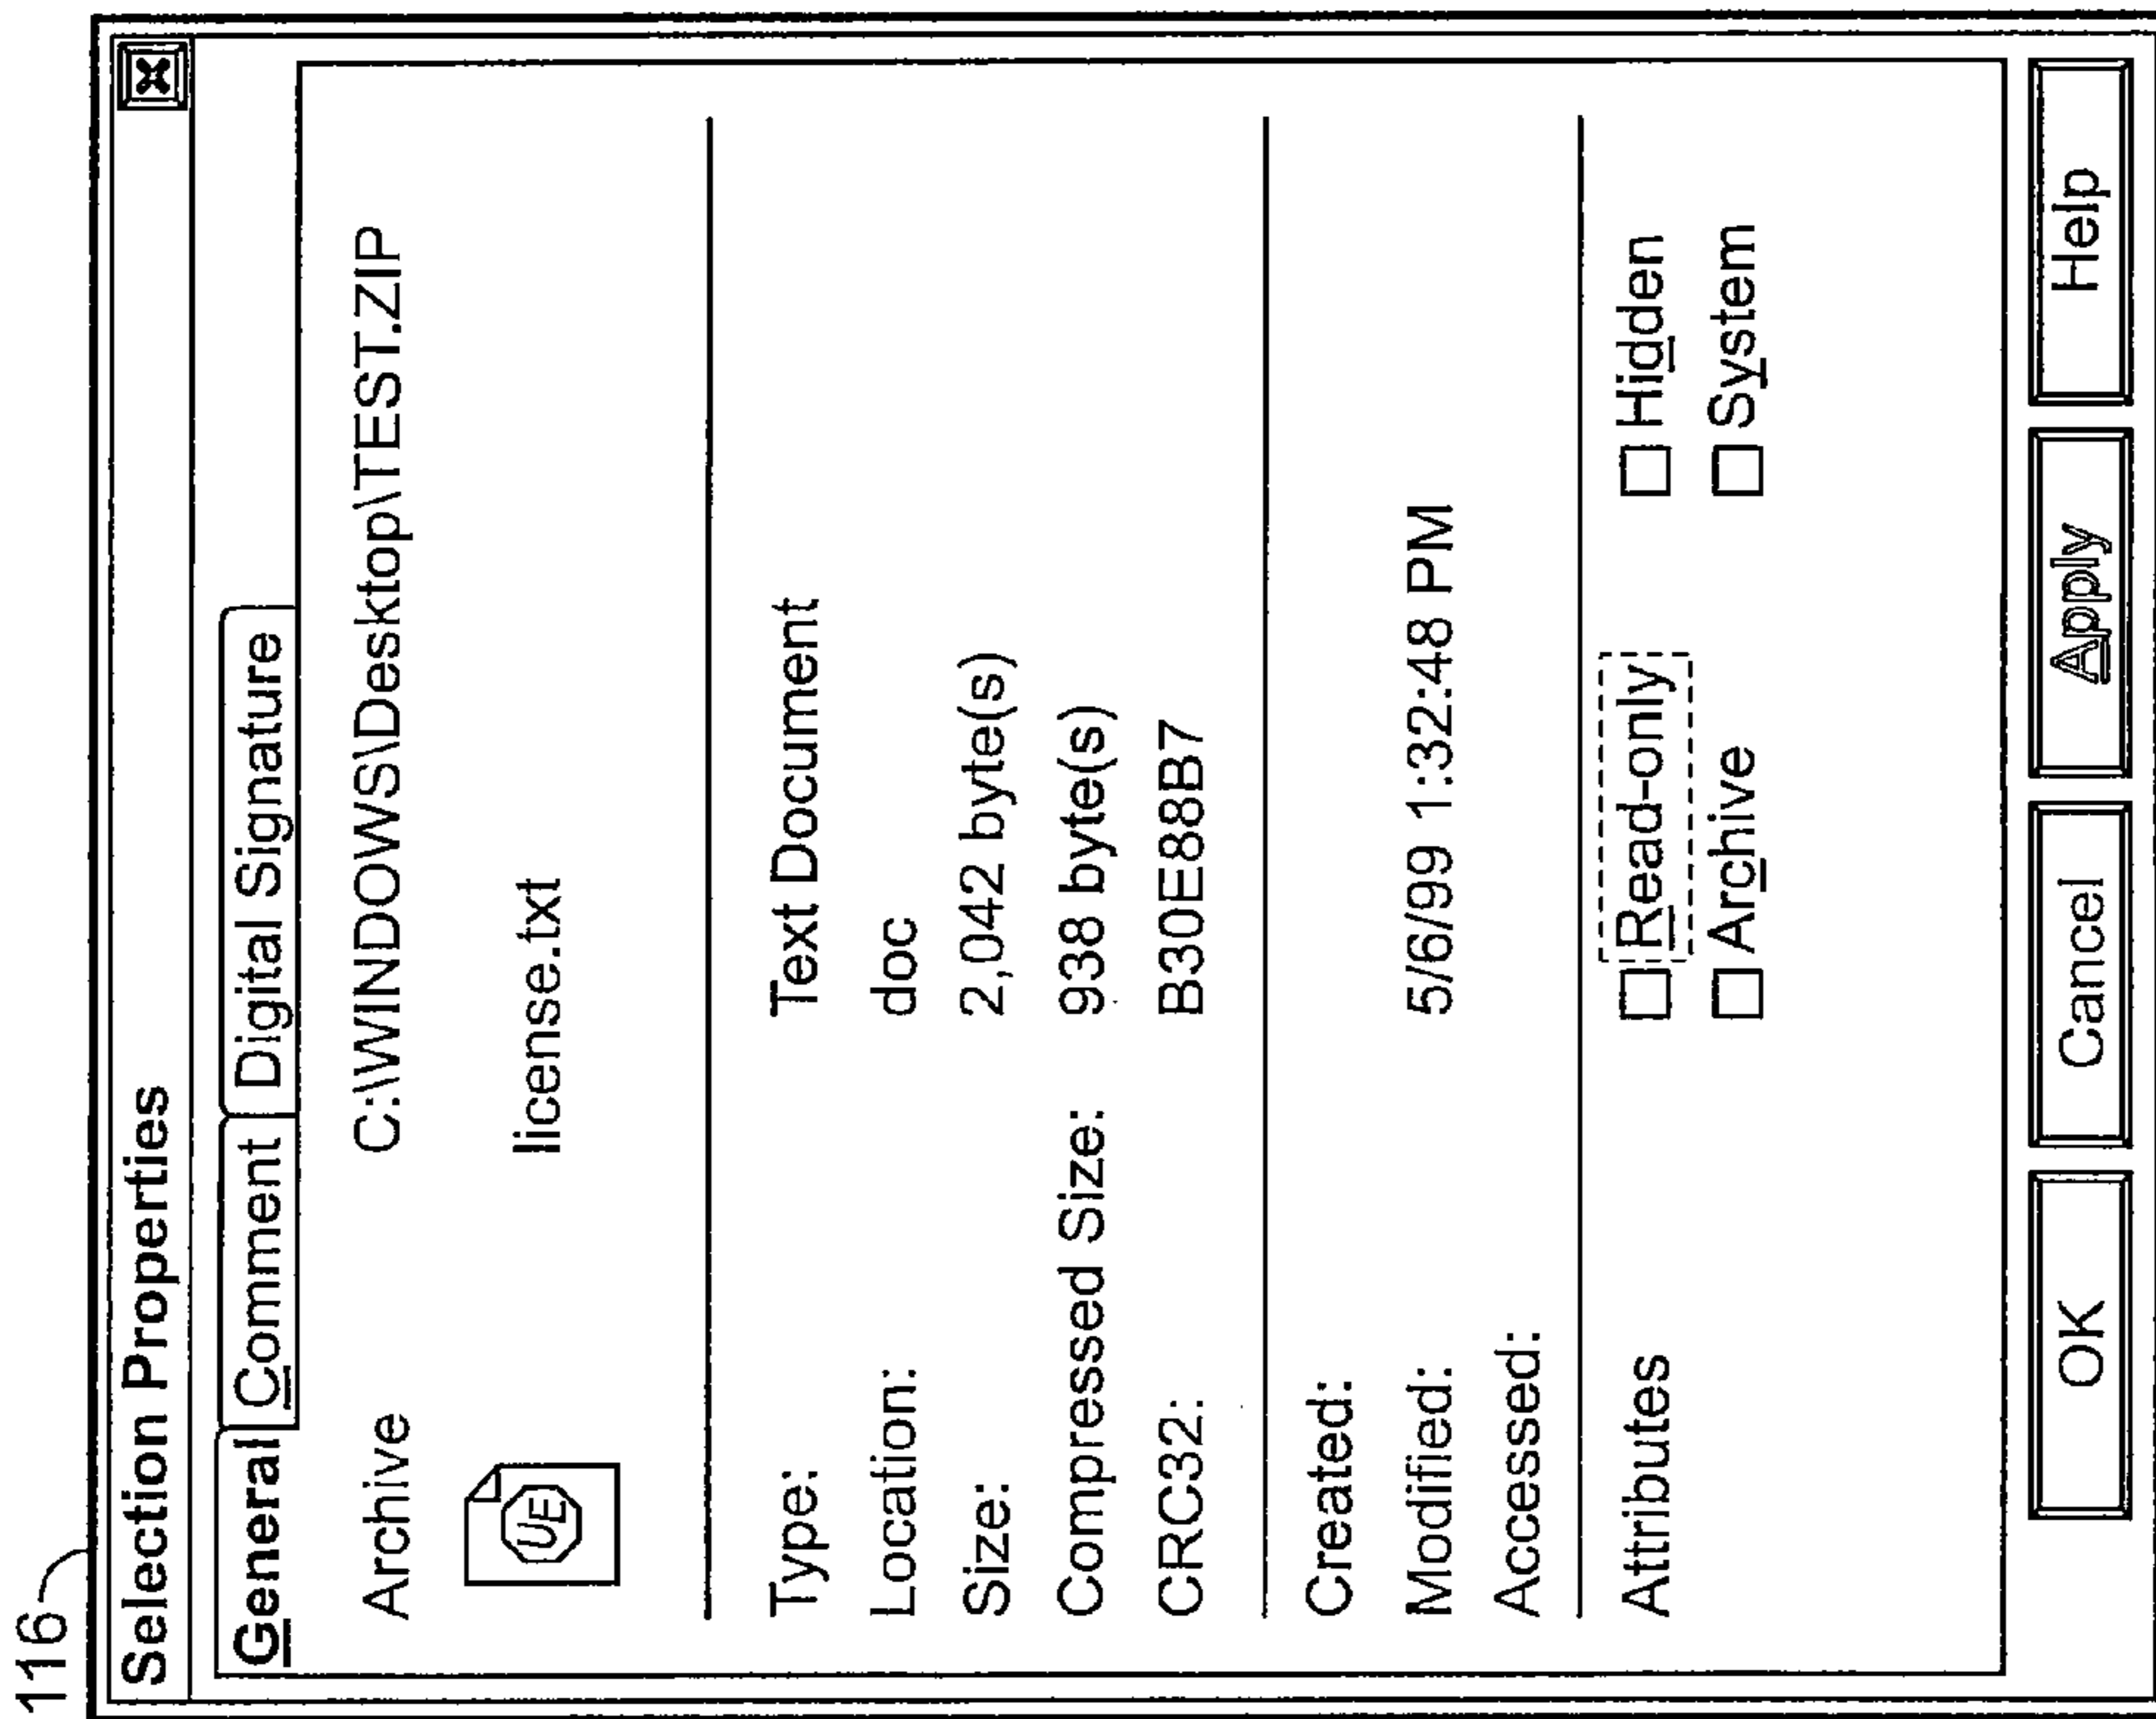 116
Selection Properties
General Comment Digital Signature
Archive C:\WINDOWS\Desktop\TEST.ZIP
UE license.txt
Type: Text Document
Location: doc
Size: 2,042 byte(s)
Compressed Size: 938 byte(s)
CRC32: B30E88B7
Created:
Modified: 5/6/99 1:32:48 PM
Accessed:
Attributes Read-only Hidden
Archive System
OK Cancel Apply Help